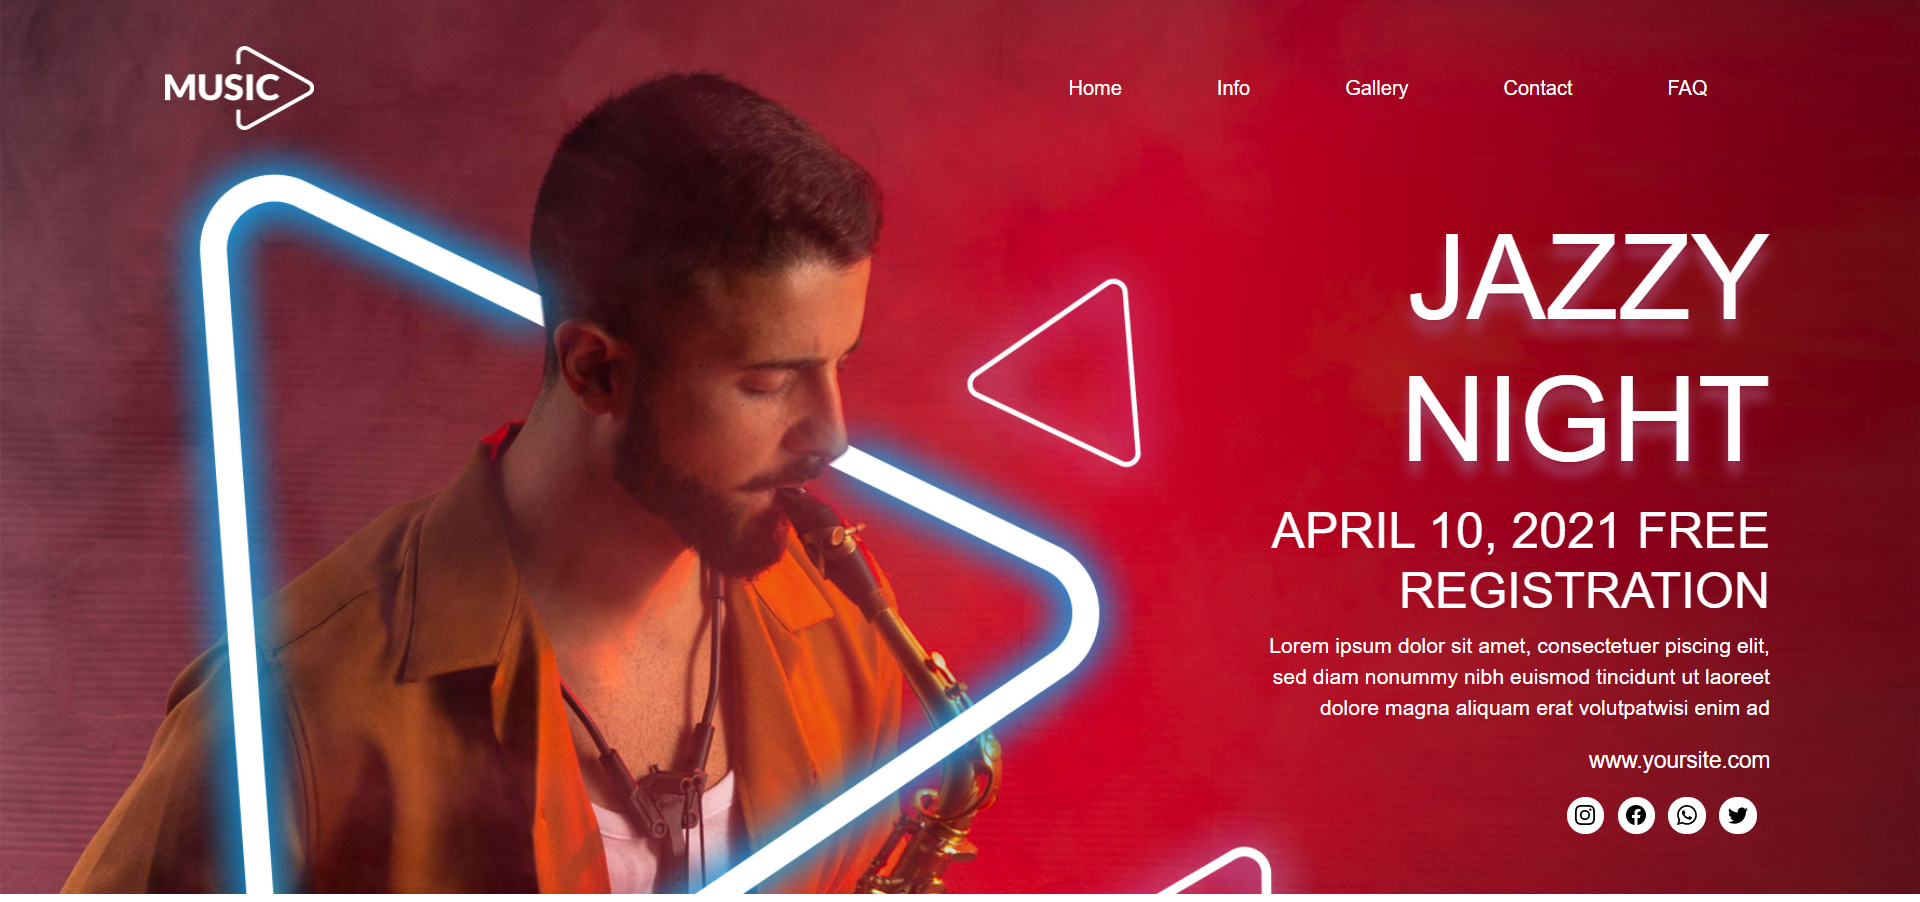 MUSIC
Home
Info
Gallery
Contact
FAQ
JAZZY
NIGHT
APRIL 10, 2021 FREE
REGISTRATION
Lorem ipsum dolor sit amet, consectetuer piscing elit,
sed diam nonummy nibh euismod tincidunt ut laoreet
dolore magna aliquam erat volutpatwisi enim ad
www.yoursite.com